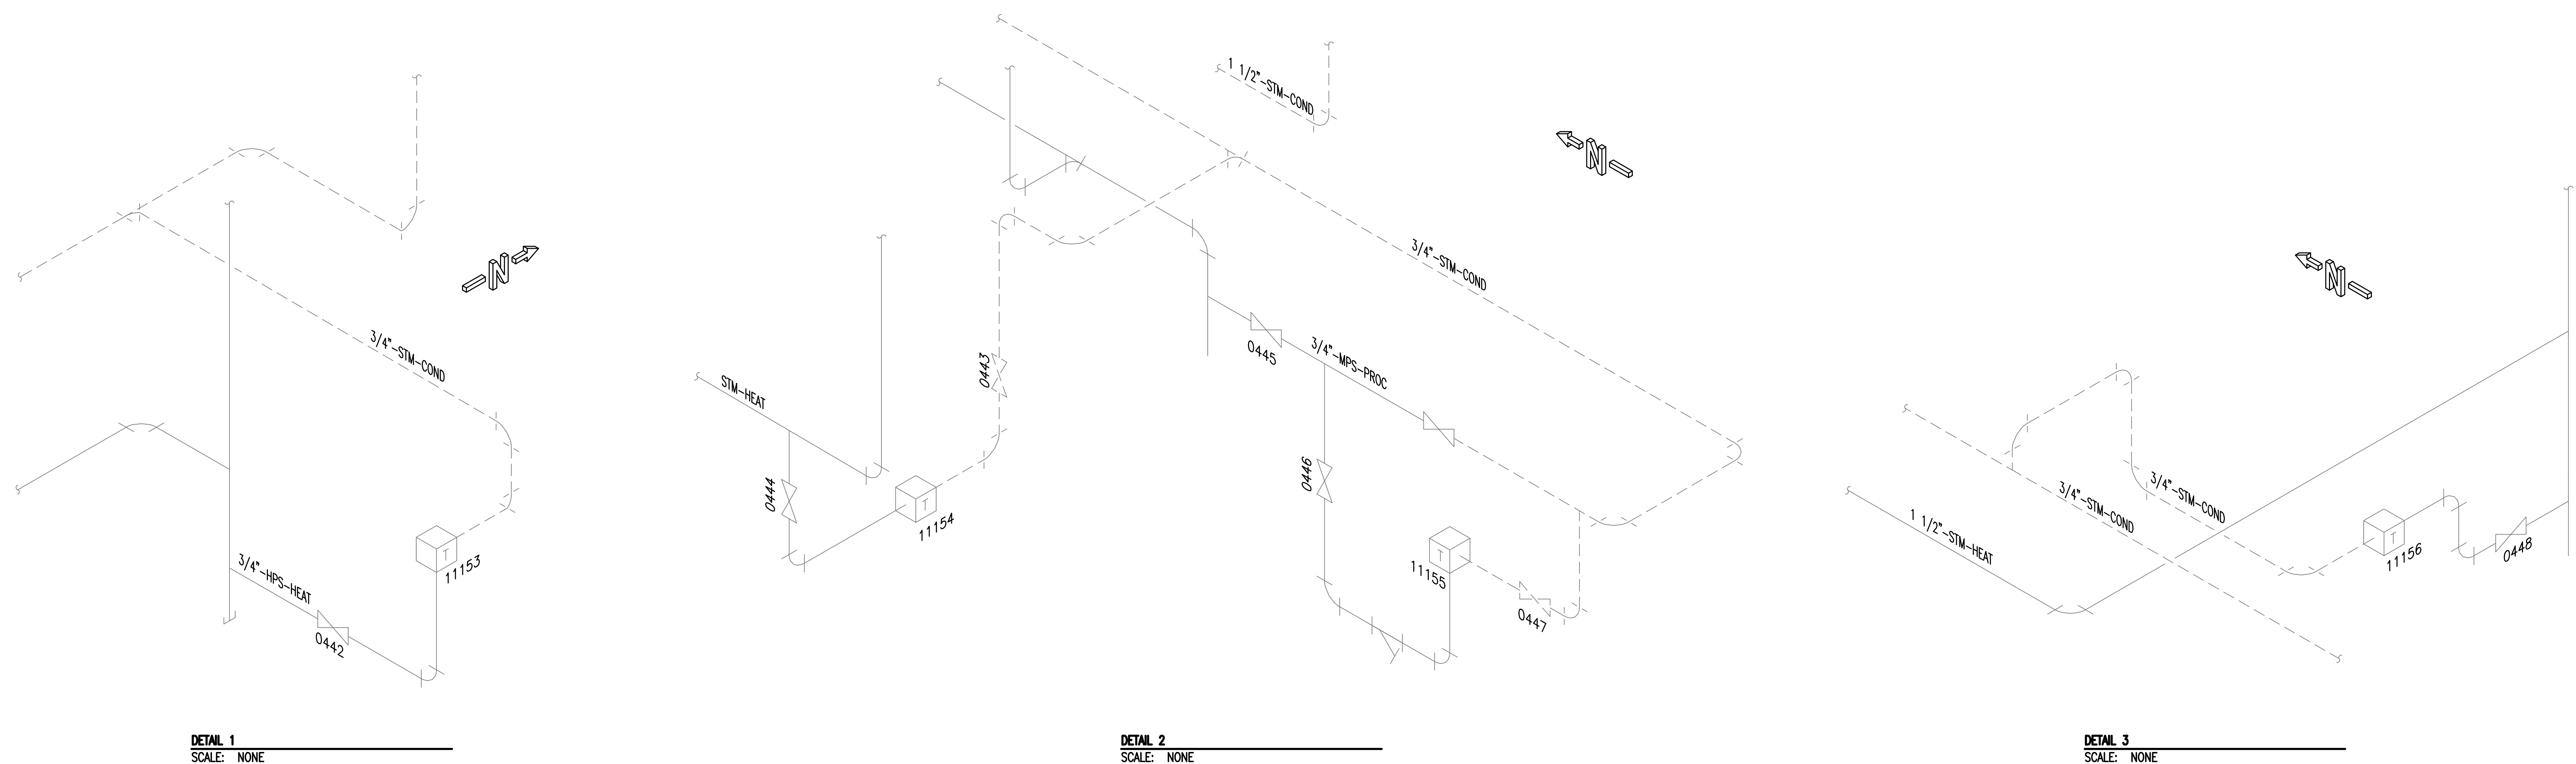 3/4"-STM-COND
N
11153
3/4"-HPS-HEAT
0442
DETAIL 1
SCALE: NONE
1 1/2"-STM-COND
N
3/4"-STM-COND
0443
0445
3/4"-MPS-PROC
STM-HEAT
0444
T
11154
0446
T
11155
0447
DETAIL 2
SCALE: NONE
N
3/4"-STM-COND
3/4"-STM-COND
1 1/2"-STM-HEAT
T
11156
0448
DETAIL 3
SCALE: NONE
T